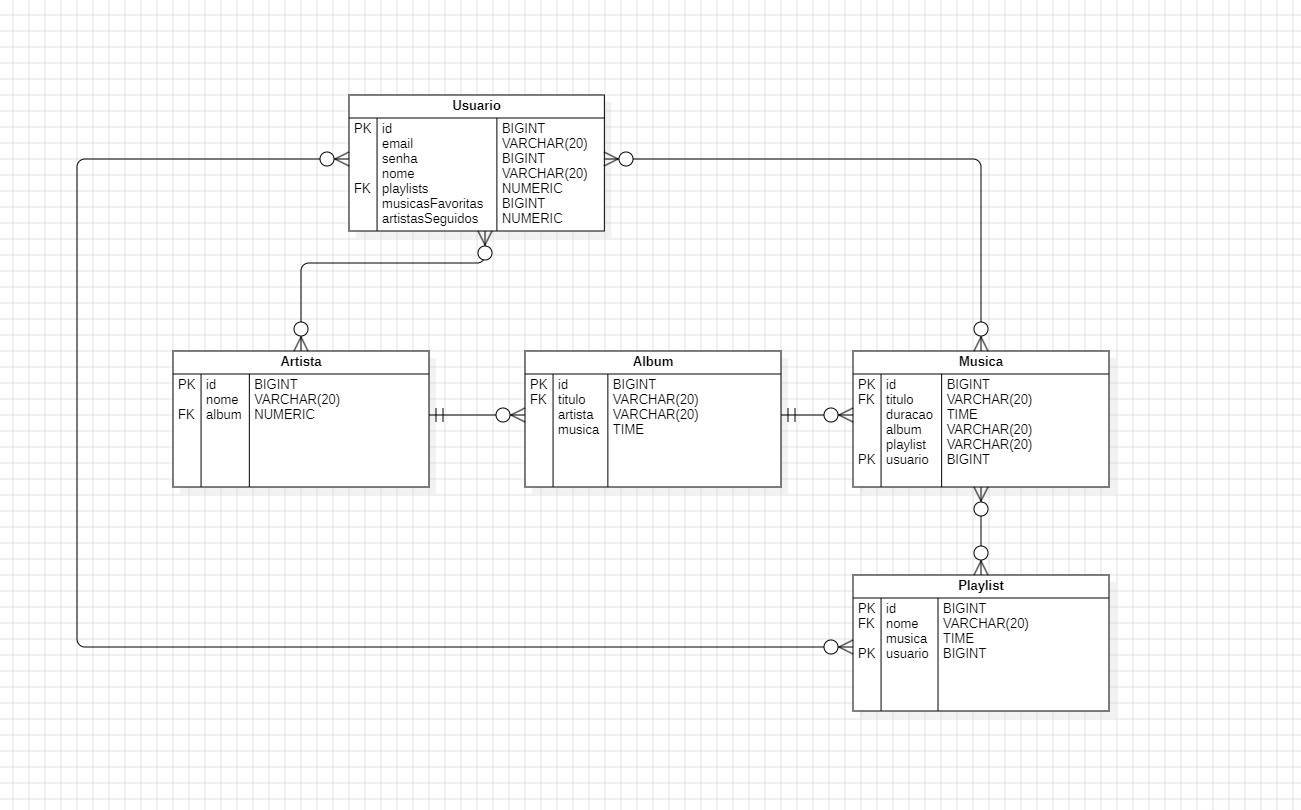 Usuario
PK id BIGINT
email VARCHAR(20)
senha BIGINT
nome VARCHAR(20)
FK playlists NUMERIC
musicasFavoritas BIGINT
artistasSeguidos NUMERIC
Artista
PK id BIGINT
nome VARCHAR(20)
FK album NUMERIC
Album
PK id BIGINT
FK titulo VARCHAR(20)
artista VARCHAR(20)
musica TIME
Musica
PK id BIGINT
FK titulo VARCHAR(20)
duracao TIME
album VARCHAR(20)
playlist VARCHAR(20)
PK usuario BIGINT
Playlist
PK id BIGINT
FK nome VARCHAR(20)
musica TIME
PK usuario BIGINT